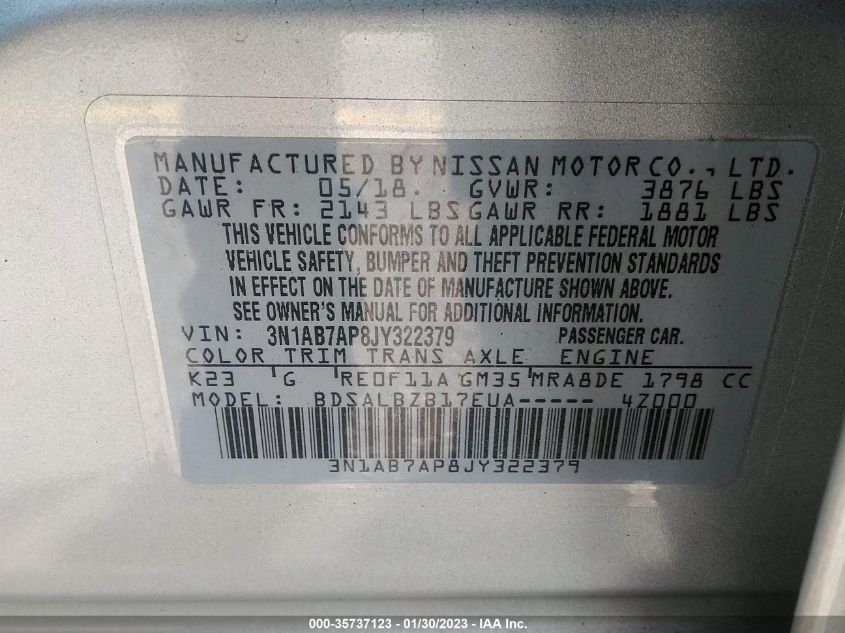 MANUFACTURED BY NISSAN MOTOR CO., LTD.
DATE: 05/18. GVWR: 3876 LBS
GAWR FR: 2143 LBS GAWR RR: 1881 LBS
THIS VEHICLE CONFORMS TO ALL APPLICABLE FEDERAL MOTOR
VEHICLE SAFETY, BUMPER AND THEFT PREVENTION STANDARDS
IN EFFECT ON THE DATE OF MANUFACTURE SHOWN ABOVE.
SEE OWNER'S MANUAL FOR ADDITIONAL INFORMATION.
VIN: 3N1AB7AP8JY322379 PASSENGER CAR.
COLOR TRIM TRANS AXLE ENGINE
K23 G RE0F11A GM35 MRA8DE 1798 CC
MODEL: BDSALBZB17EUA----- 4Z000
3N1AB7AP8JY322379
000-35737123 - 01/30/2023 - IAA Inc.